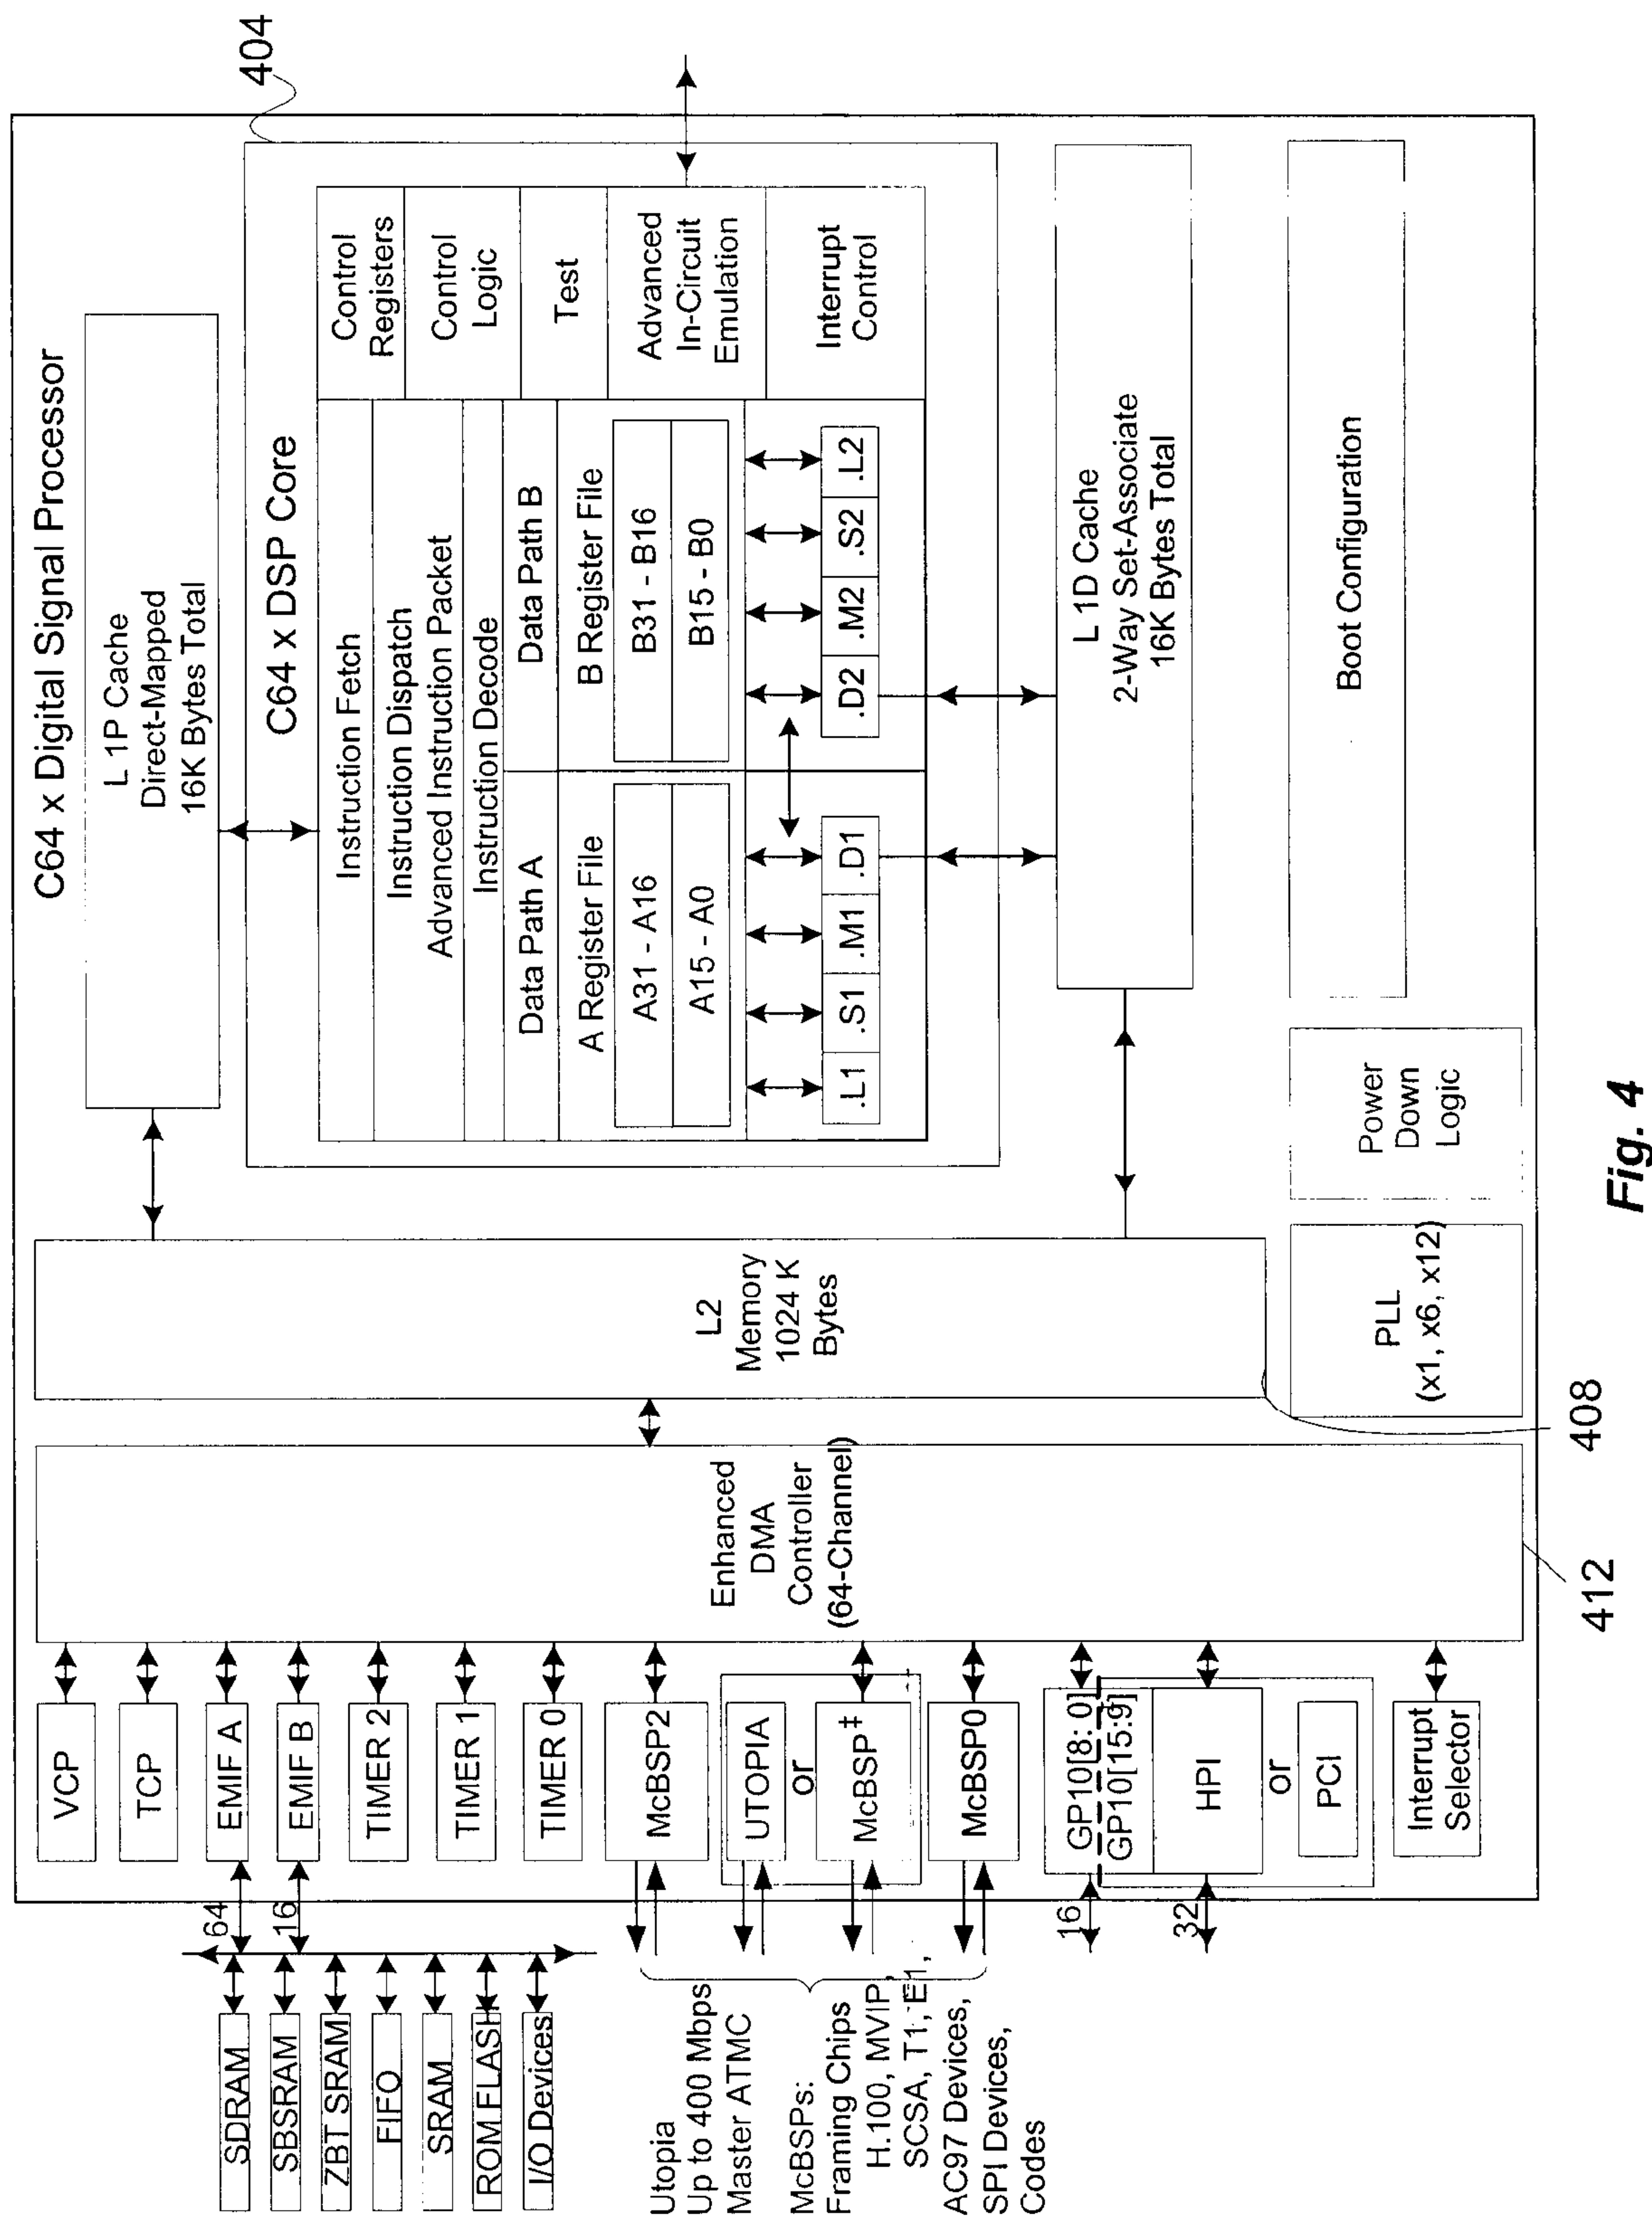 C64 x Digital Signal Processor
404
L 1P Cache
Direct-Mapped
16K Bytes Total
C64 x DSP Core
Instruction Fetch
Instruction Dispatch
Advanced Instruction Packet
Instruction Decode
Data Path A
Data Path B
A Register File
A31 - A16
A15 - A0
B Register File
B31 - B16
B15 - B0
.L1
.S1
.M1
.D1
.D2
.M2
.S2
.L2
Control
Registers
Control
Logic
Test
Advanced
In-Circuit
Emulation
Interrupt
Control
L 1D Cache
2-Way Set-Associate
16K Bytes Total
Boot Configuration
Power
Down
Logic
PLL
(x1, x6, x12)
L2
Memory
1024 K
Bytes
408
Enhanced
DMA
Controller
(64-Channel)
412
VCP
TCP
EMIF A
EMIF B
TIMER 2
TIMER 1
TIMER 0
McBSP2
UTOPIA
or
McBSP‡
McBSP0
GP10[8: 0]
GP10[15:9]
HPI
or
PCI
Interrupt
Selector
64
16
16
32
SDRAM
SBSRAM
ZBT SRAM
FIFO
SRAM
ROM FLASH
I/O Devices
Utopia
Up to 400 Mbps
Master ATMC
McBSPs:
Framing Chips
H.100, MVIP,
SCSA, T1, E1,
AC97 Devices,
SPI Devices,
Codes
Fig. 4